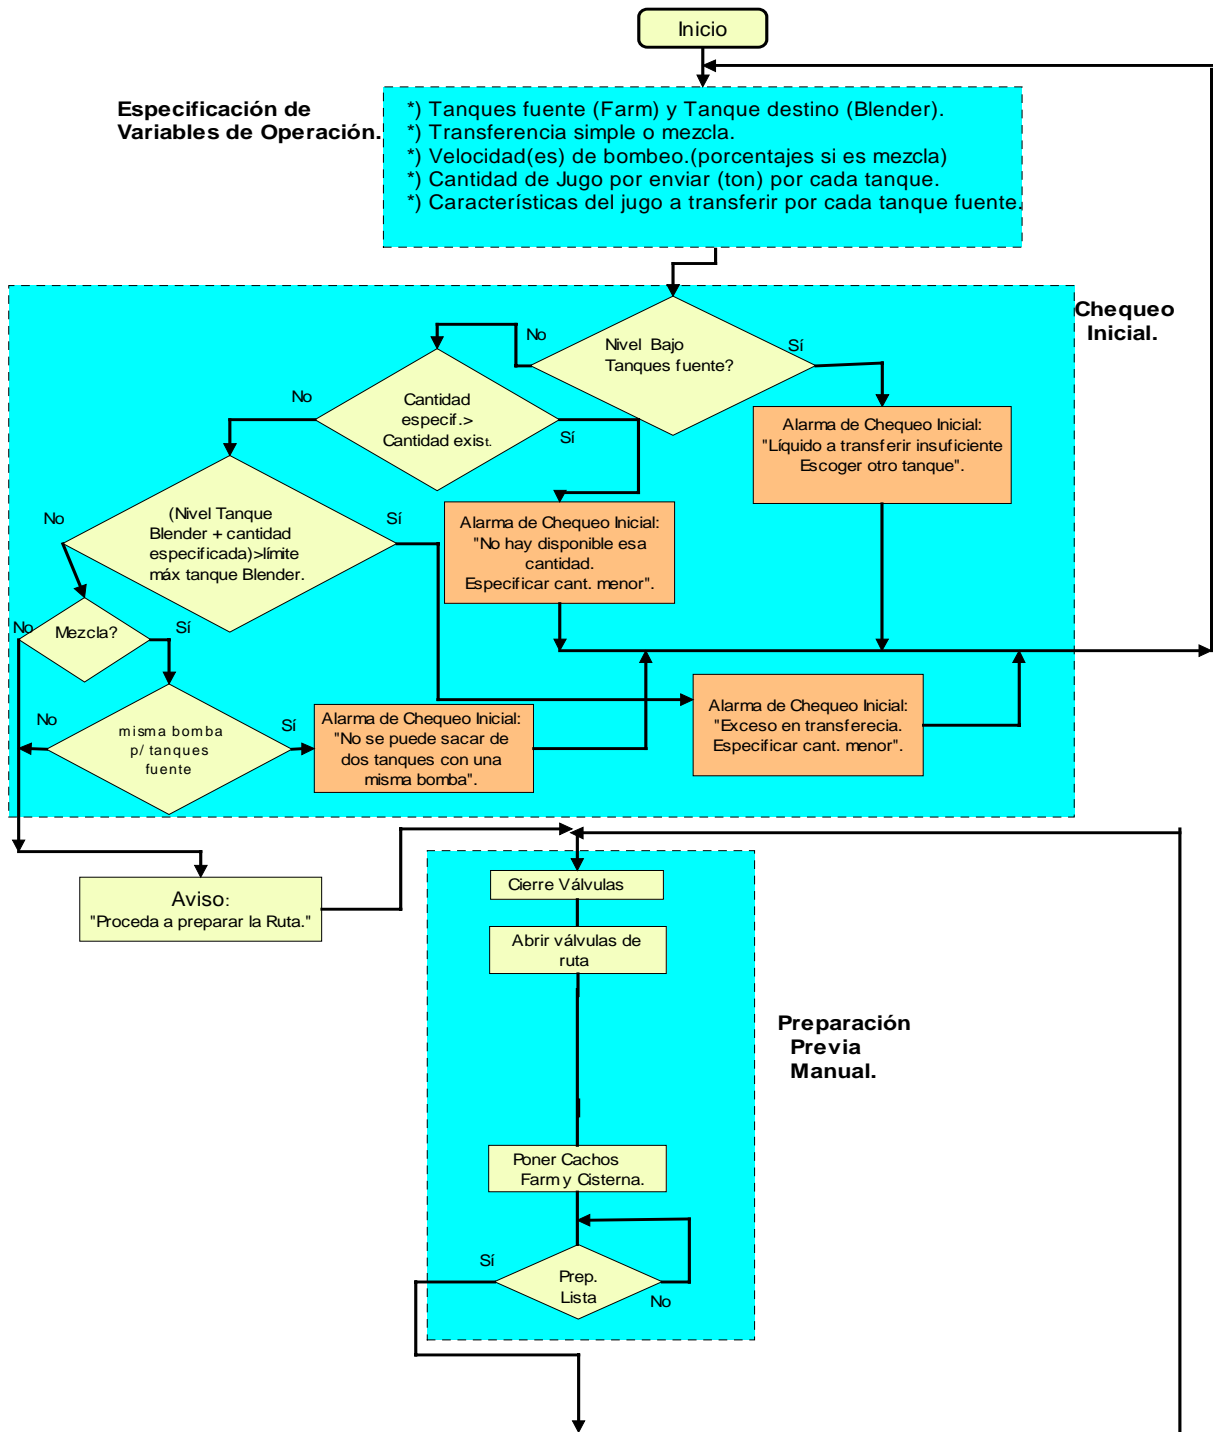 Inicio
Especificación de
Variables de Operación.
*) Tanques fuente (Farm) y Tanque destino (Blender).
*) Transferencia simple o mezcla.
*) Velocidad(es) de bombeo.(porcentajes si es mezcla)
*) Cantidad de Jugo por enviar (ton) por cada tanque.
*) Características del jugo a transferir por cada tanque fuente.
Chequeo
Inicial.
Nivel Bajo
Tanques fuente?
No
Sí
Cantidad
especif.>
Cantidad exist.
No
Sí
Alarma de Chequeo Inicial:
"Líquido a transferir insuficiente
Escoger otro tanque".
(Nivel Tanque
Blender + cantidad
especificada)>límite
máx tanque Blender.
No
Sí
Alarma de Chequeo Inicial:
"No hay disponible esa
cantidad.
Especificar cant. menor".
Mezcla?
No
Sí
misma bomba
p/ tanques
fuente
No
Sí
Alarma de Chequeo Inicial:
"No se puede sacar de
dos tanques con una
misma bomba".
Alarma de Chequeo Inicial:
"Exceso en transferecia.
Especificar cant. menor".
Aviso:
"Proceda a preparar la Ruta."
Cierre Válvulas
Abrir válvulas de
ruta
Preparación
Previa
Manual.
Poner Cachos
Farm y Cisterna.
Sí
Prep.
Lista
No